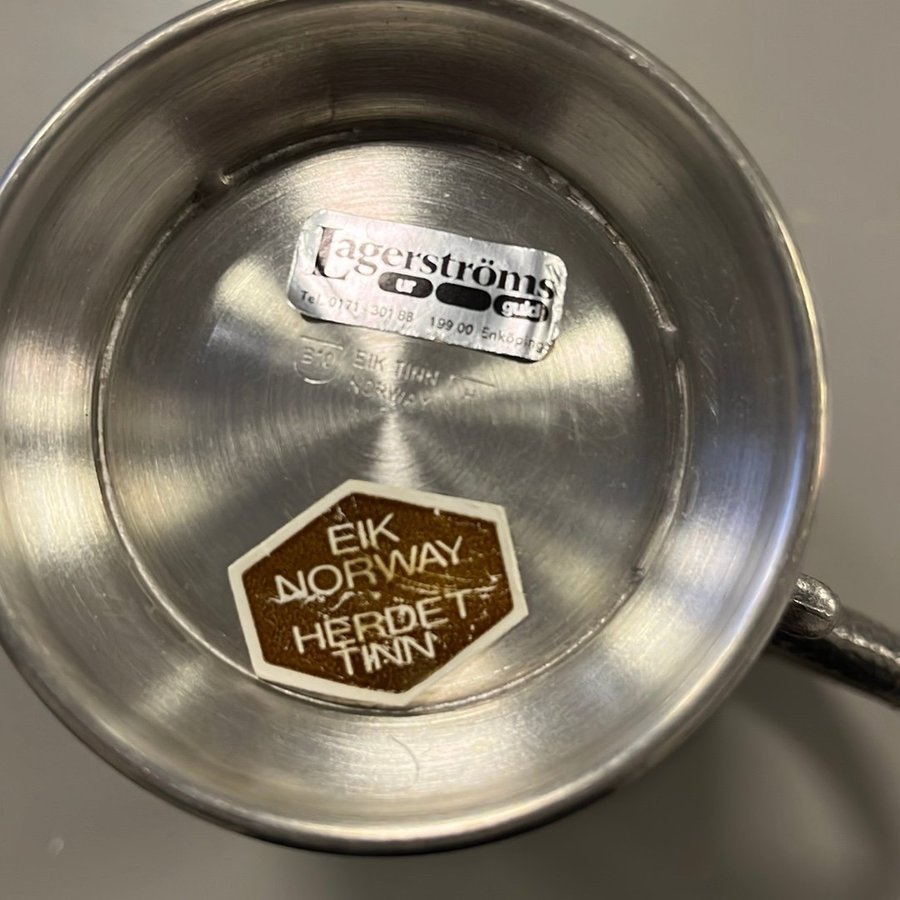 Lagerströms
ur guld
Tel. 0171-301 88 199 00 Enköping
EIK TINN
NORWAY
EIK
NORWAY
HERDET
TINN